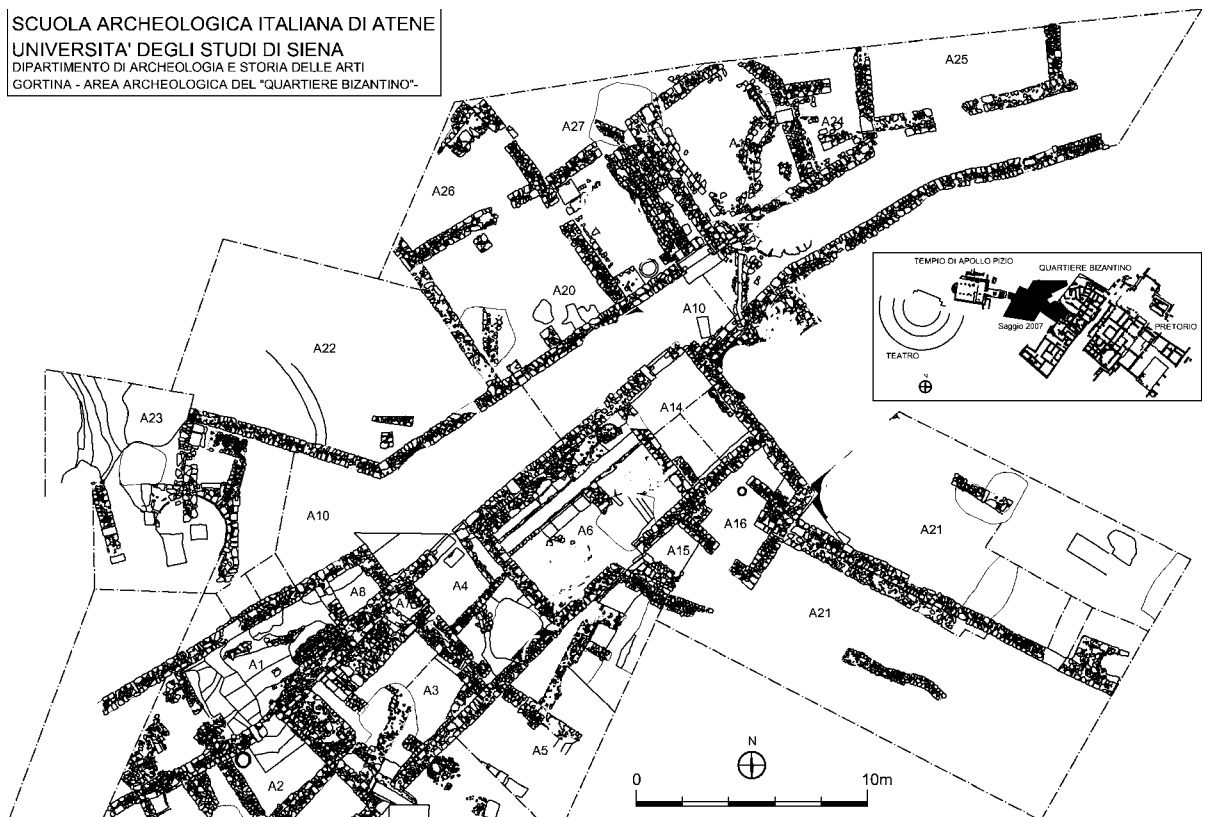 SCUOLA ARCHEOLOGICA ITALIANA DI ATENE
UNIVERSITA' DEGLI STUDI DI SIENA
DIPARTIMENTO DI ARCHEOLOGIA E STORIA DELLE ARTI
GORTINA - AREA ARCHEOLOGICA DEL "QUARTIERE BIZANTINO"-
A25
A27
A24
A26
TEMPIO DI APOLLO PIZIO
QUARTIERE BIZANTINO
Saggio 2007
PRETORIO
TEATRO
N
A20
A10
A22
A23
A14
A10
A6
A16
A21
A15
A8
A4
A21
A1
A3
A5
A2
N
0
10m